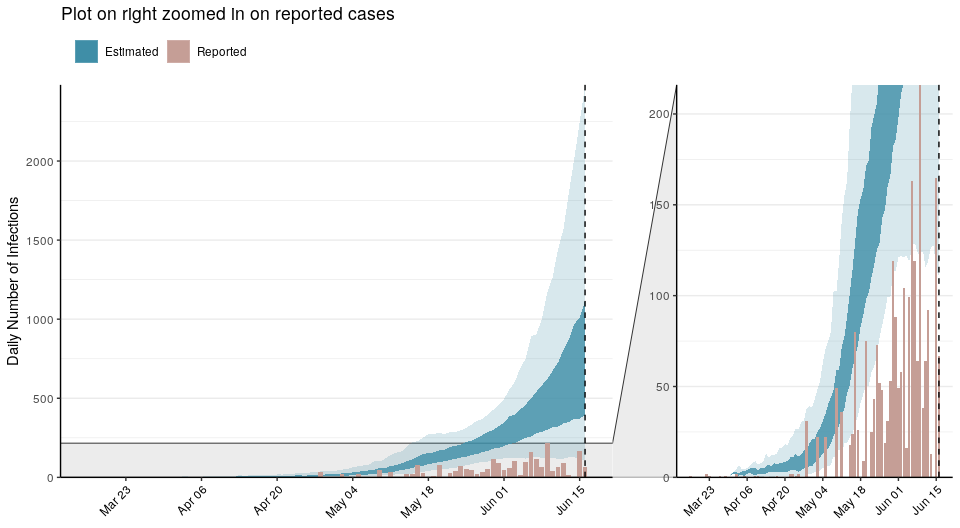 Plot on right zoomed in on reported cases
Estimated Reported
Daily Number of Infections
2000
1500
1000
500
0
Mar 23 Apr 06 Apr 20 May 04 May 18 Jun 01 Jun 15
200
150
100
50
0
Mar 23 Apr 06 Apr 20 May 04 May 18 Jun 01 Jun 15